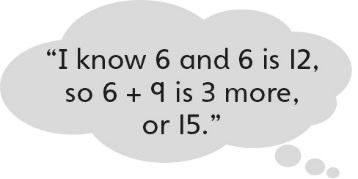 “I know 6 and 6 is 12,
so 6 + 9 is 3 more,
or 15.”